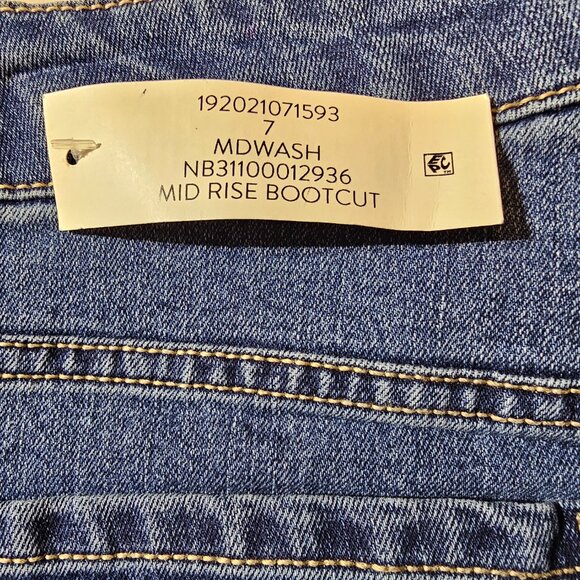 192021071593
7
MDWASH
NB31100012936
MID RISE BOOTCUT